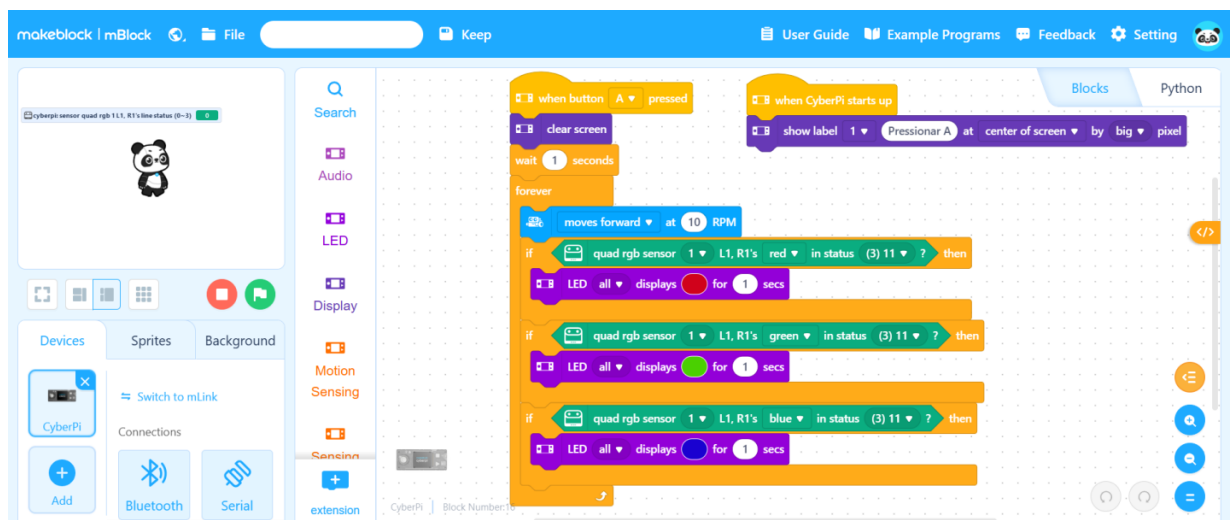 makeblock | mBlock File Keep User Guide Example Programs Feedback Setting
cyberpi: sensor quad rgb 1 L1, R1's line status (0~3) 0
Search
Audio
LED
Display
Motion
Sensing
Sensing
extension
Devices Sprites Background
CyberPi
Switch to mLink
Connections
Add
Bluetooth
Serial
Blocks Python
when button A pressed
clear screen
wait 1 seconds
forever
moves forward at 10 RPM
if quad rgb sensor 1 L1, R1's red in status (3) 11 ? then
LED all displays for 1 secs
if quad rgb sensor 1 L1, R1's green in status (3) 11 ? then
LED all displays for 1 secs
if quad rgb sensor 1 L1, R1's blue in status (3) 11 ? then
LED all displays for 1 secs
when CyberPi starts up
show label 1 Pressionar A at center of screen by big pixel
</>
CyberPi | Block Number: